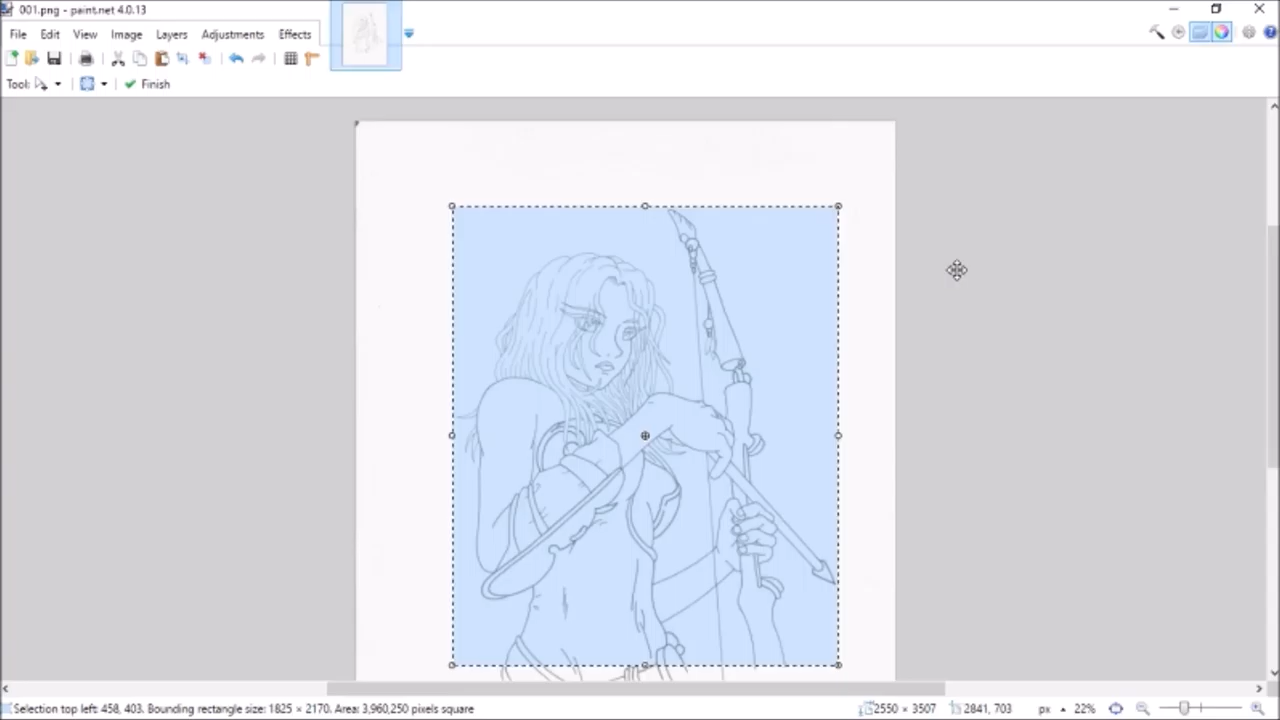 001.png - paint.net 4.0.13
File Edit View Image Layers Adjustments Effects
Tool: Finish
Selection top left: 458, 403. Bounding rectangle size: 1825 × 2170. Area: 3,960,250 pixels square 2550 × 3507 2841, 703 px 22%